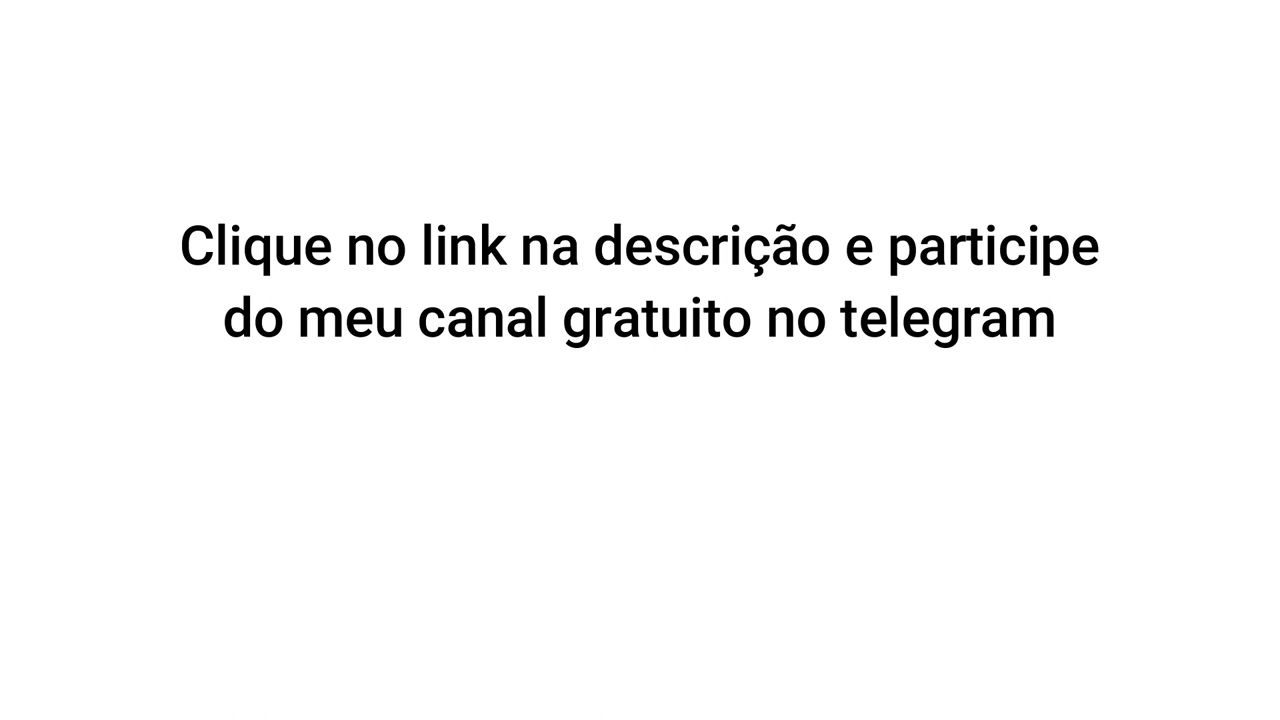 Clique no link na descrição e participe
do meu canal gratuito no telegram